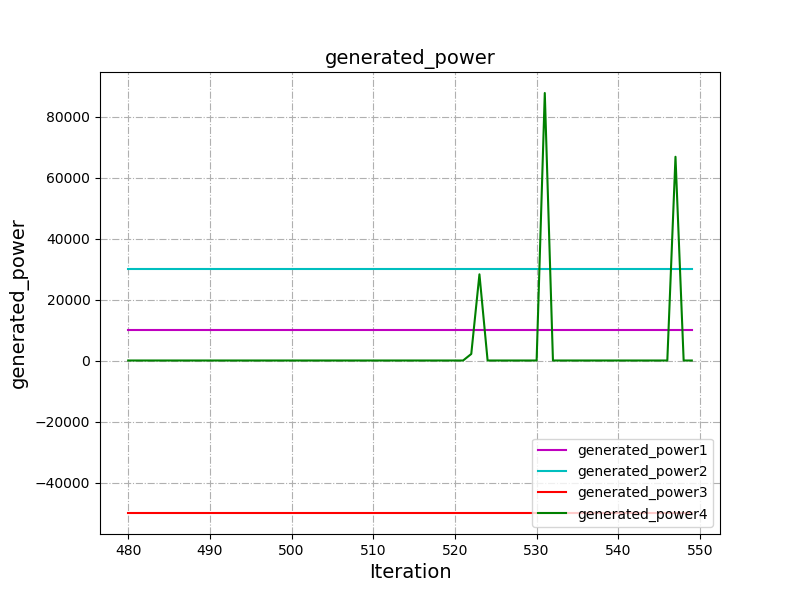 generated_power
generated_power
80000
60000
40000
20000
0
−20000
−40000
generated_power1
generated_power2
generated_power3
generated_power4
480 490 500 510 520 530 540 550
Iteration